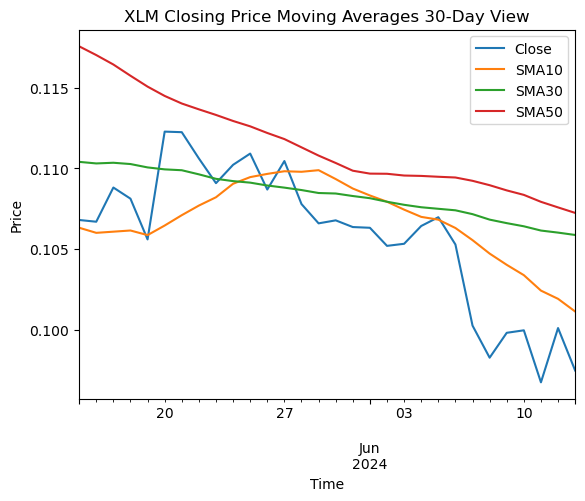 XLM Closing Price Moving Averages 30-Day View
Close
SMA10
SMA30
SMA50
0.115
0.110
0.105
0.100
Price
20
27
03
10
Jun
2024
Time